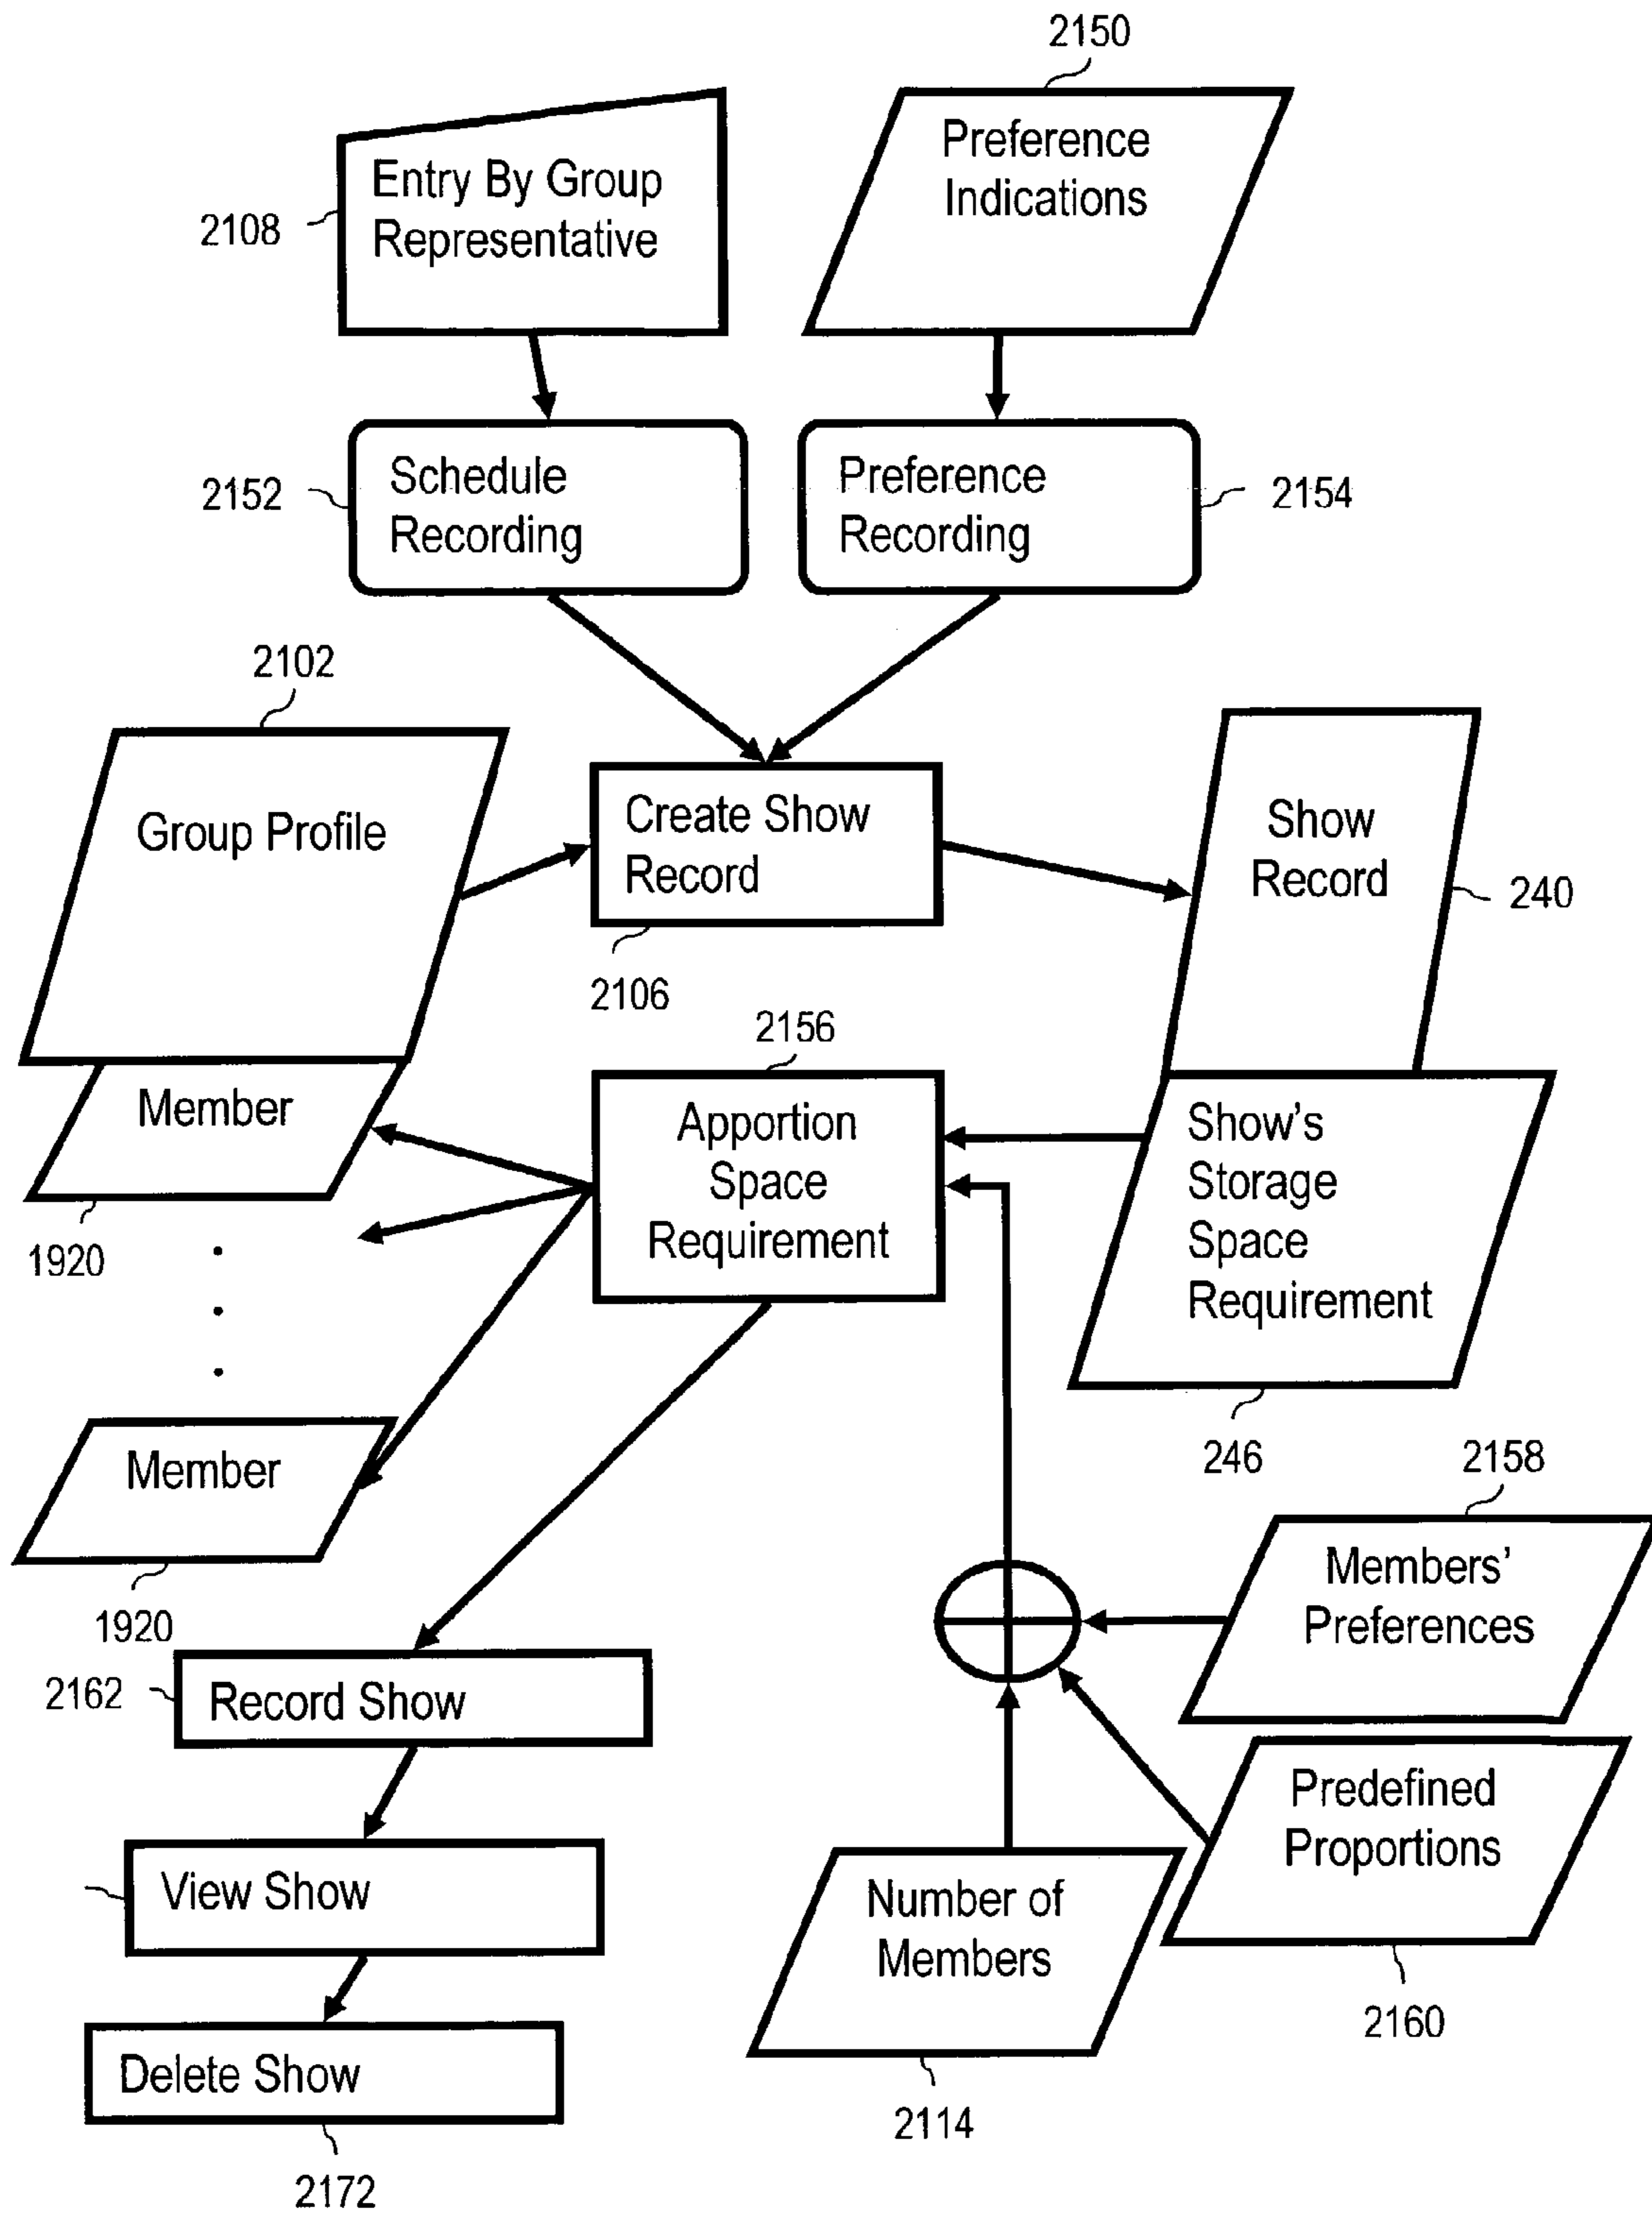 2150
Entry By Group
Representative
2108
Preference
Indications
Schedule
Recording
2152
Preference
Recording
2154
2102
Group Profile
Create Show
Record
2106
Show
Record
240
2156
Member
1920
Apportion
Space
Requirement
Show's
Storage
Space
Requirement
246
Member
1920
2158
Members'
Preferences
2162
Record Show
Predefined
Proportions
2160
View Show
Number of
Members
2114
Delete Show
2172